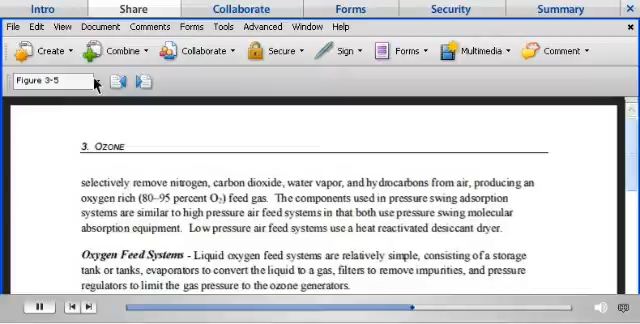 Intro Share Collaborate Forms Security Summary
File Edit View Document Comments Forms Tools Advanced Window Help
Create Combine Collaborate Secure Sign Forms Multimedia Comment
Figure 3-5
3. OZONE
selectively remove nitrogen, carbon dioxide, water vapor, and hydrocarbons from air, producing an
oxygen rich (80–95 percent O₂) feed gas. The components used in pressure swing adsorption
systems are similar to high pressure air feed systems in that both use pressure swing molecular
absorption equipment. Low pressure air feed systems use a heat reactivated desiccant dryer.
Oxygen Feed Systems - Liquid oxygen feed systems are relatively simple, consisting of a storage
tank or tanks, evaporators to convert the liquid to a gas, filters to remove impurities, and pressure
regulators to limit the gas pressure to the ozone generators.